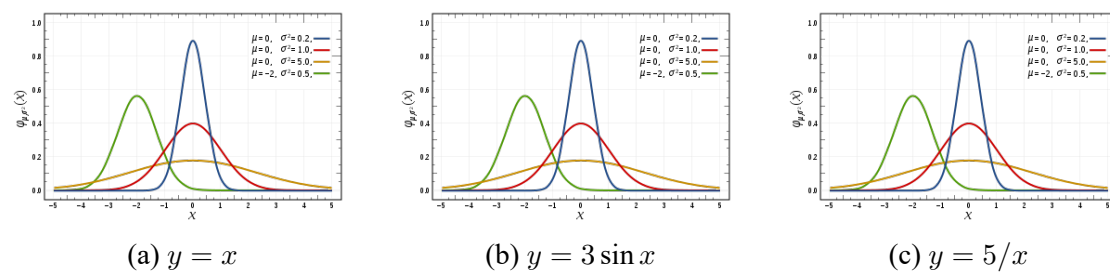 1.0
0.8
0.6
0.4
0.2
0.0
φμ,σ²(x)
μ=0, σ²=0.2,
μ=0, σ²=1.0,
μ=0, σ²=5.0,
μ=−2, σ²=0.5,
−5 −4 −3 −2 −1 0 1 2 3 4 5
x
(a) y = x
1.0
0.8
0.6
0.4
0.2
0.0
φμ,σ²(x)
μ=0, σ²=0.2,
μ=0, σ²=1.0,
μ=0, σ²=5.0,
μ=−2, σ²=0.5,
−5 −4 −3 −2 −1 0 1 2 3 4 5
x
(b) y = 3 sin x
1.0
0.8
0.6
0.4
0.2
0.0
φμ,σ²(x)
μ=0, σ²=0.2,
μ=0, σ²=1.0,
μ=0, σ²=5.0,
μ=−2, σ²=0.5,
−5 −4 −3 −2 −1 0 1 2 3 4 5
x
(c) y = 5/x